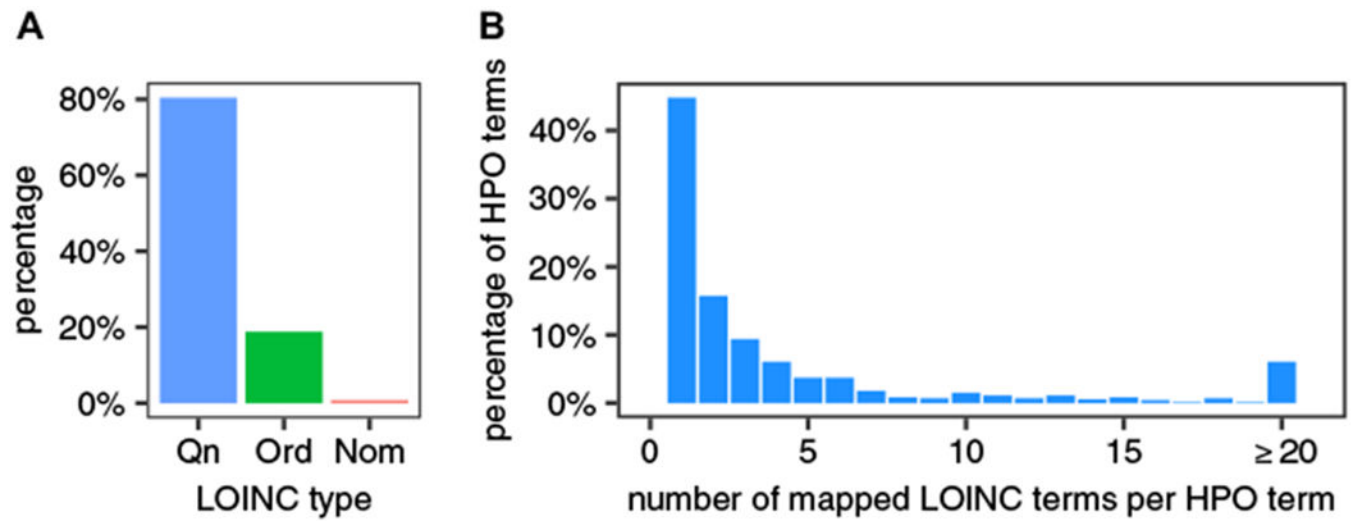 A
percentage
80%
60%
40%
20%
0%
Qn Ord Nom
LOINC type
B
percentage of HPO terms
40%
30%
20%
10%
0%
0 5 10 15 ≥ 20
number of mapped LOINC terms per HPO term